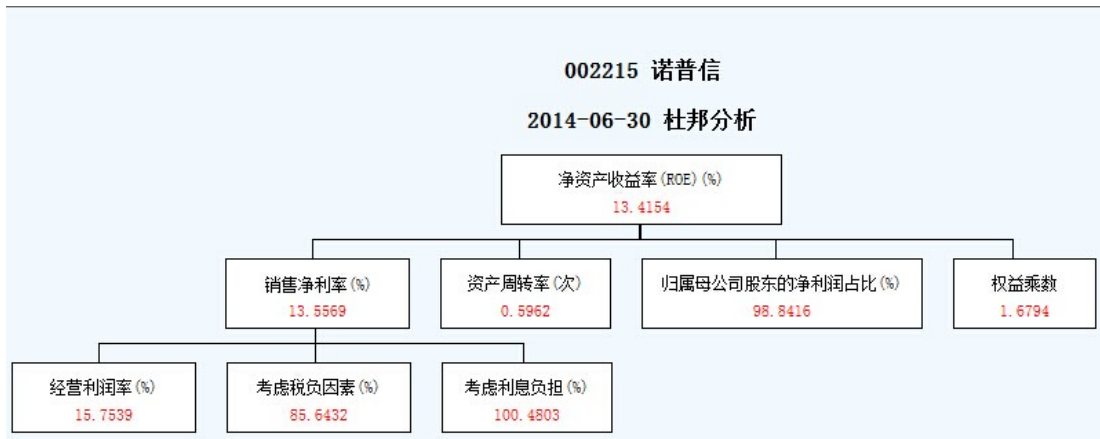 002215 诺普信
2014-06-30 杜邦分析
净资产收益率(ROE)(%)
13.4154
销售净利率(%)
13.5569
资产周转率(次)
0.5962
归属母公司股东的净利润占比(%)
98.8416
权益乘数
1.6794
经营利润率(%)
15.7539
考虑税负因素(%)
85.6432
考虑利息负担(%)
100.4803